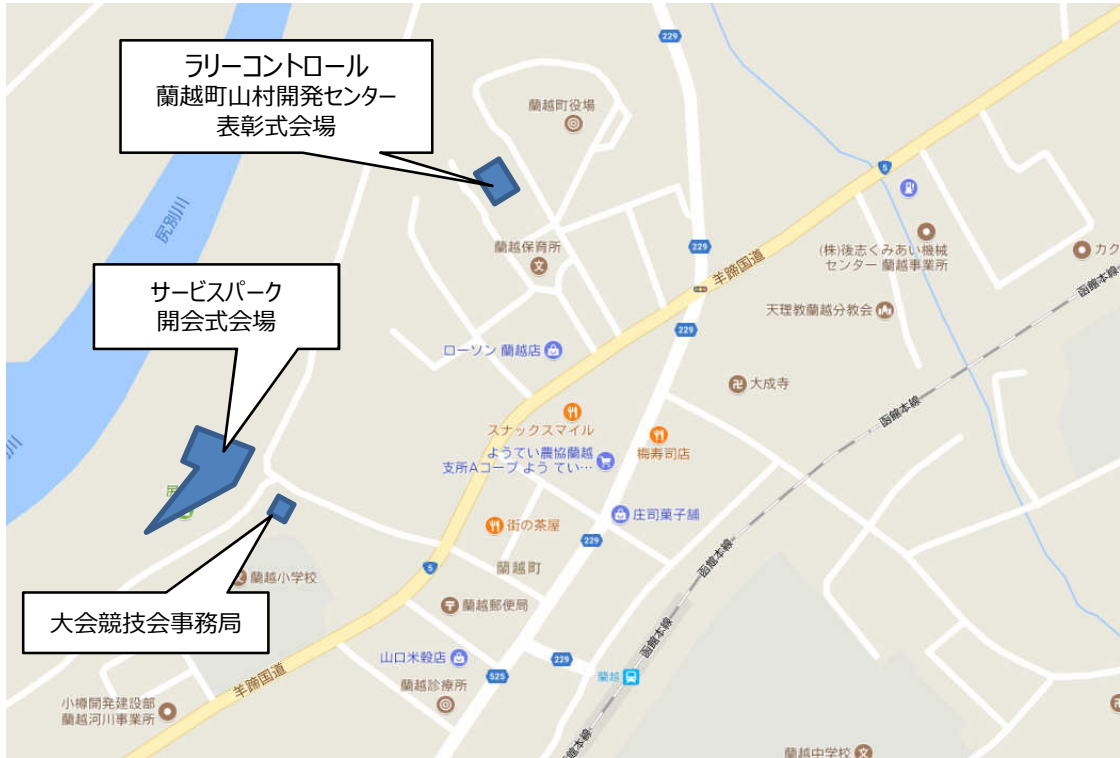 ラリーコントロール
蘭越町山村開発センター
表彰式会場
229
蘭越町役場
5
尻別川
蘭越保育所
229
(株)後志くみあい機械
センター 蘭越事業所
カク
羊蹄国道
函館本線
サービスパーク
開会式会場
天理教蘭越分教会
229
ローソン 蘭越店
大成寺
函館本線
スナックスマイル
梅寿司店
ようてい農協蘭越
支所Aコープ よう てい…
別川
庄司菓子舗
街の茶屋
229
函館本線
蘭越町
5
蘭越小学校
蘭越郵便局
大会競技会事務局
函館本線
山口米穀店
229
525
蘭越
羊蹄国道
蘭越診療所
小樽開発建設部
蘭越河川事業所
函館本線
蘭越中学校